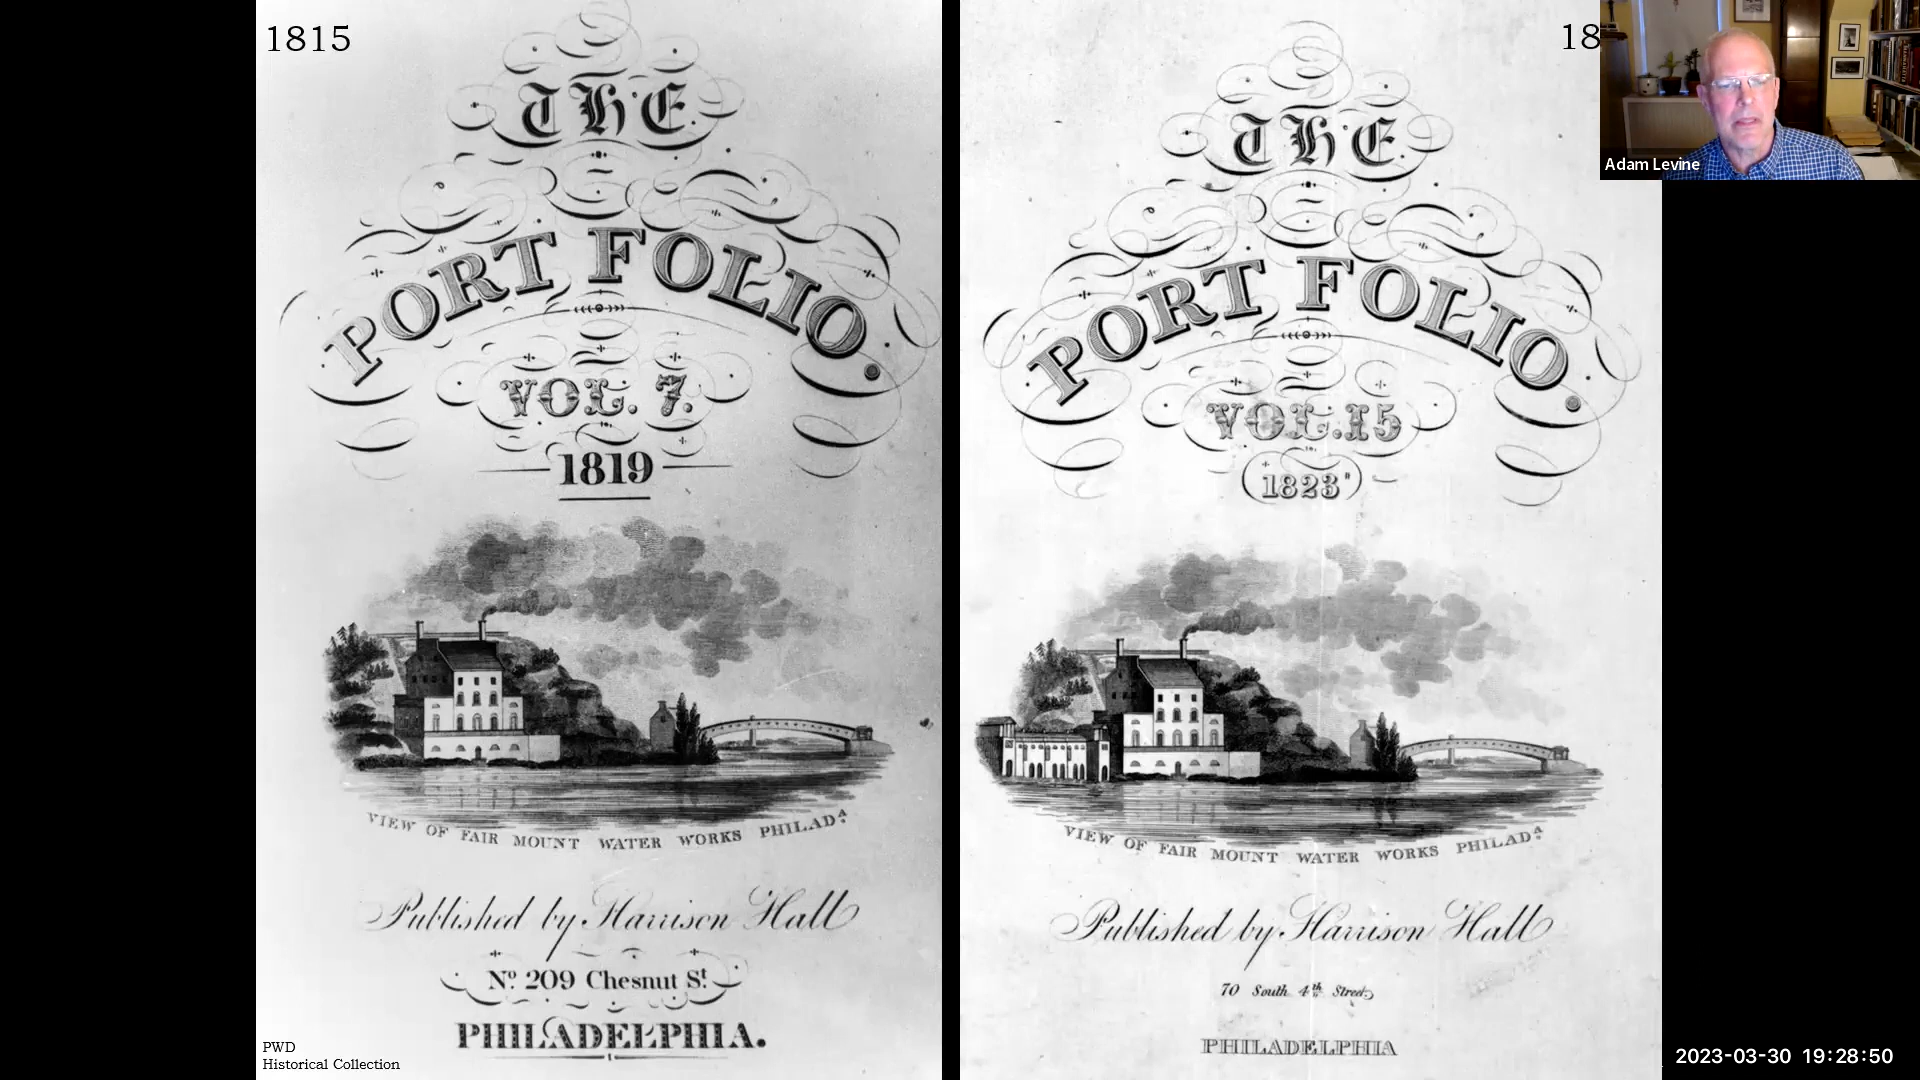 1815
THE
PORT FOLIO.
VOL. 7.
1819
VIEW OF FAIR MOUNT WATER WORKS PHILADᴬ.
Published by Harrison Hall
Nº 209 Chesnut Sᵗ.
PHILADELPHIA.
PWD
Historical Collection
18
THE
PORT FOLIO.
VOL. 15
1823"
VIEW OF FAIR MOUNT WATER WORKS PHILADᴬ.
Published by Harrison Hall
70 South 4ᵗʰ Street
PHILADELPHIA
Adam Levine
2023-03-30 19:28:50